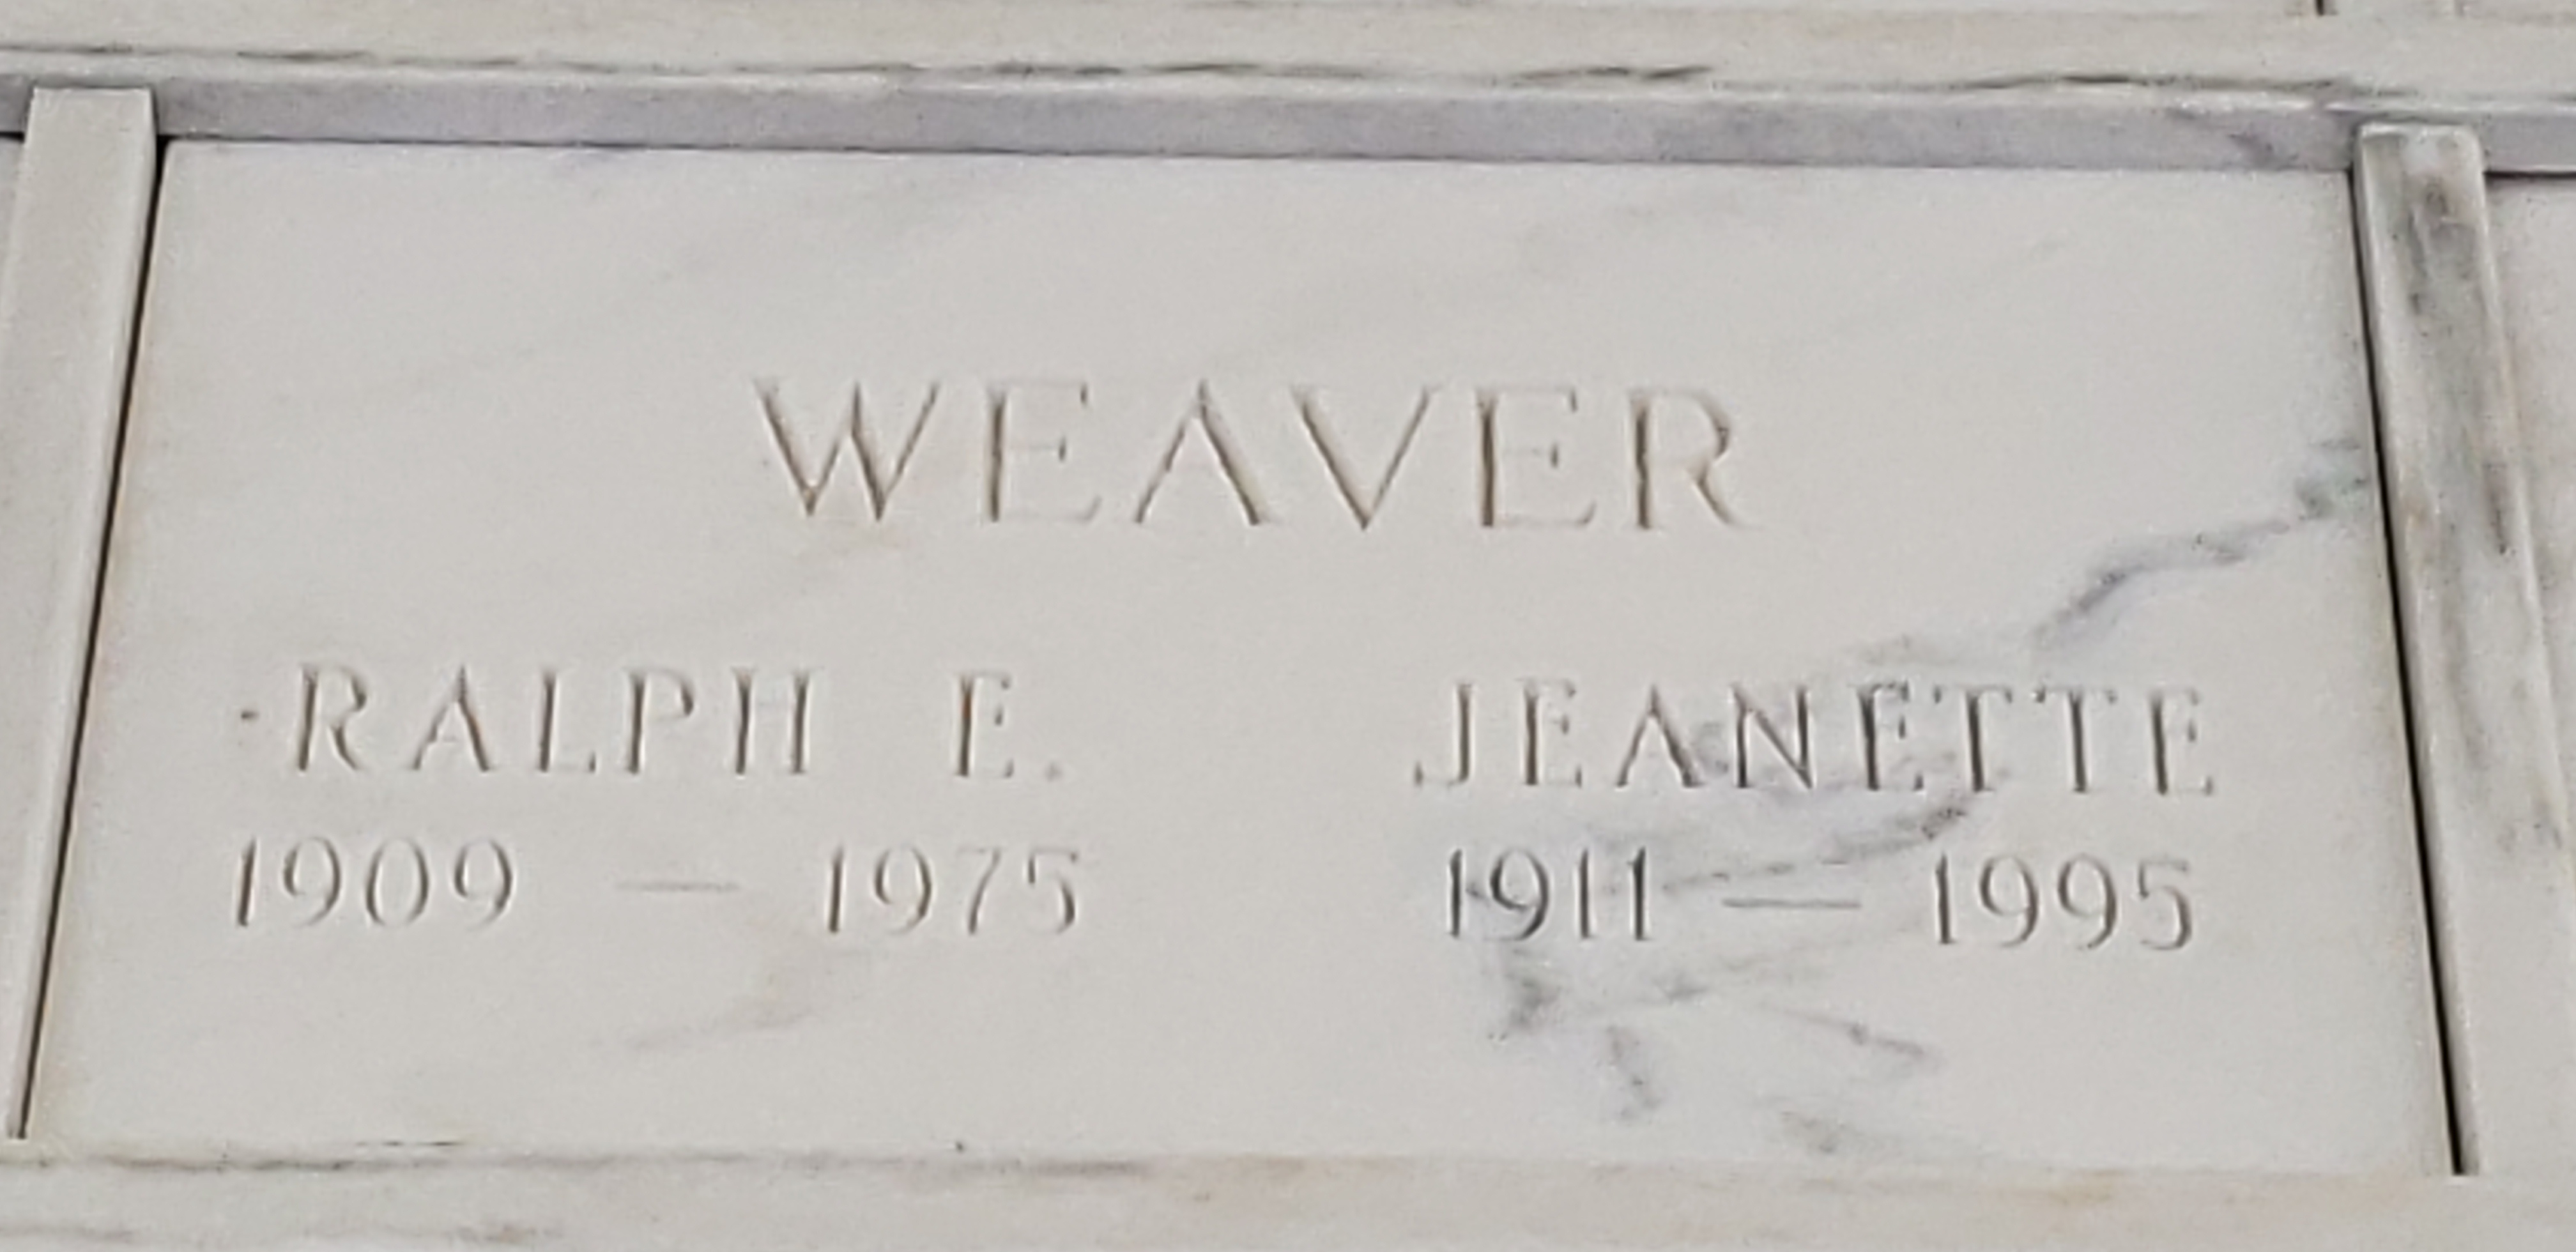 WEAVER
RALPH E. JEANETTE
1909 — 1975 1911 — 1995